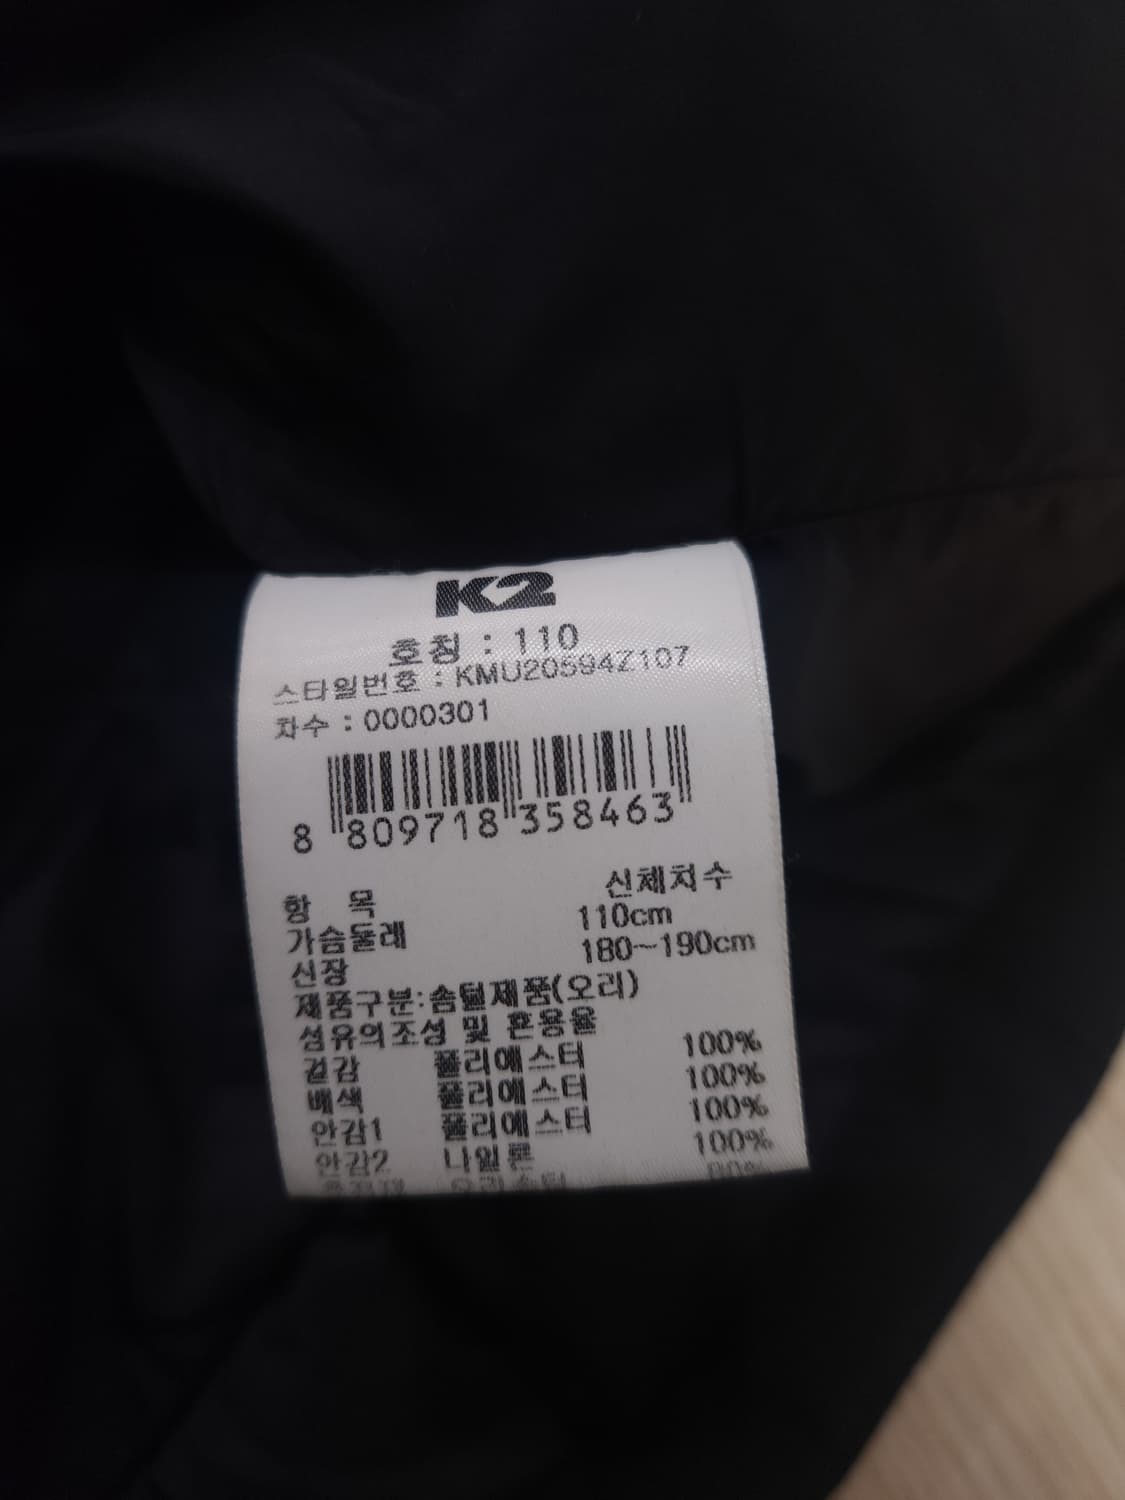 K2
호칭 : 110
스타일번호 : KMU20594Z107
차수 : 0000301
8 809718 358463
항 목 신체치수
가슴둘레 110cm
신장 180~190cm
제품구분:솜털제품(오리)
섬유의조성 및 혼용율
겉감 폴리에스터 100%
배색 폴리에스터 100%
안감1 폴리에스터 100%
안감2 나일론 100%